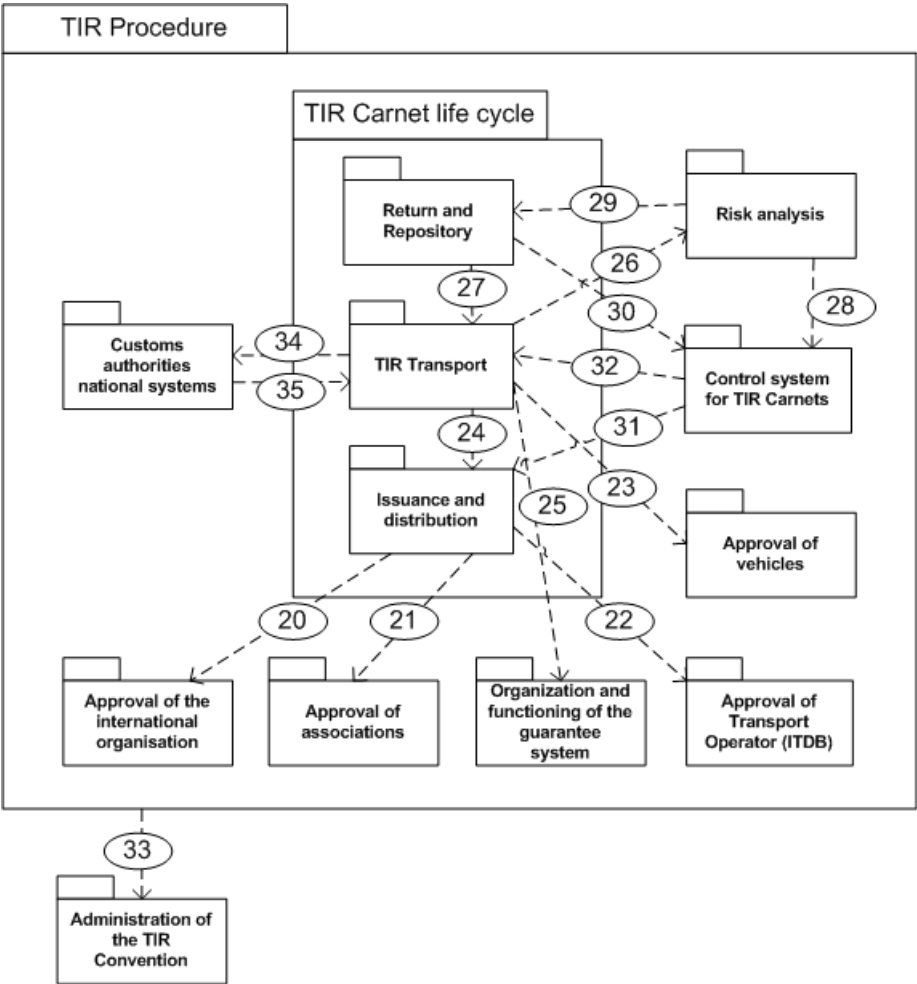 TIR Procedure
TIR Carnet life cycle
Return and
Repository
29
Risk analysis
26
27
30
28
Customs
authorities
national systems
34
35
TIR Transport
32
Control system
for TIR Carnets
24
31
23
25
Issuance and
distribution
Approval of
vehicles
20
21
22
Approval of the
international
organisation
Approval of
associations
Organization and
functioning of the
guarantee
system
Approval of
Transport
Operator (ITDB)
33
Administration of
the TIR
Convention